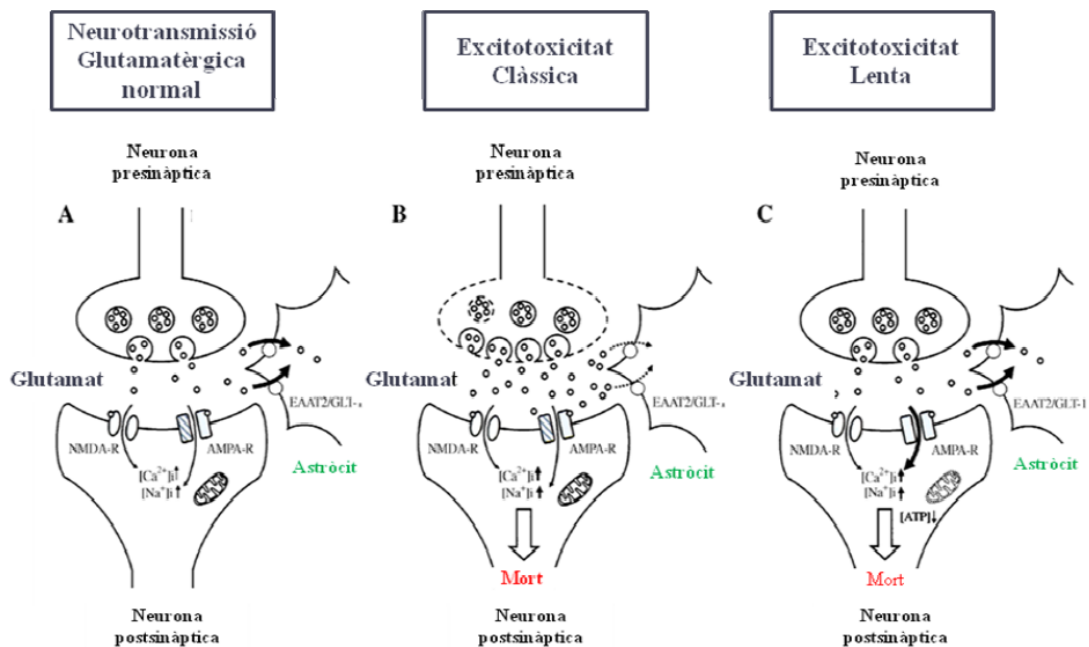 Neurotransmissió
Glutamatèrgica
normal
Excitotoxicitat
Clàssica
Excitotoxicitat
Lenta
Neurona
presinàptica
Neurona
presinàptica
Neurona
presinàptica
A
B
C
Glutamat
EAAT2/GLT-
NMDA-R
AMPA-R
[Ca²⁺]i
[Na⁺]i
Astròcit
Glutamat
EAAT2/GLT-
NMDA-R
AMPA-R
[Ca²⁺]i
[Na⁺]i
Astròcit
Mort
Glutamat
EAAT2/GLT-1
NMDA-R
AMPA-R
[Ca²⁺]i
[Na⁺]i
[ATP]
Astròcit
Mort
Neurona
postsinàptica
Neurona
postsinàptica
Neurona
postsinàptica